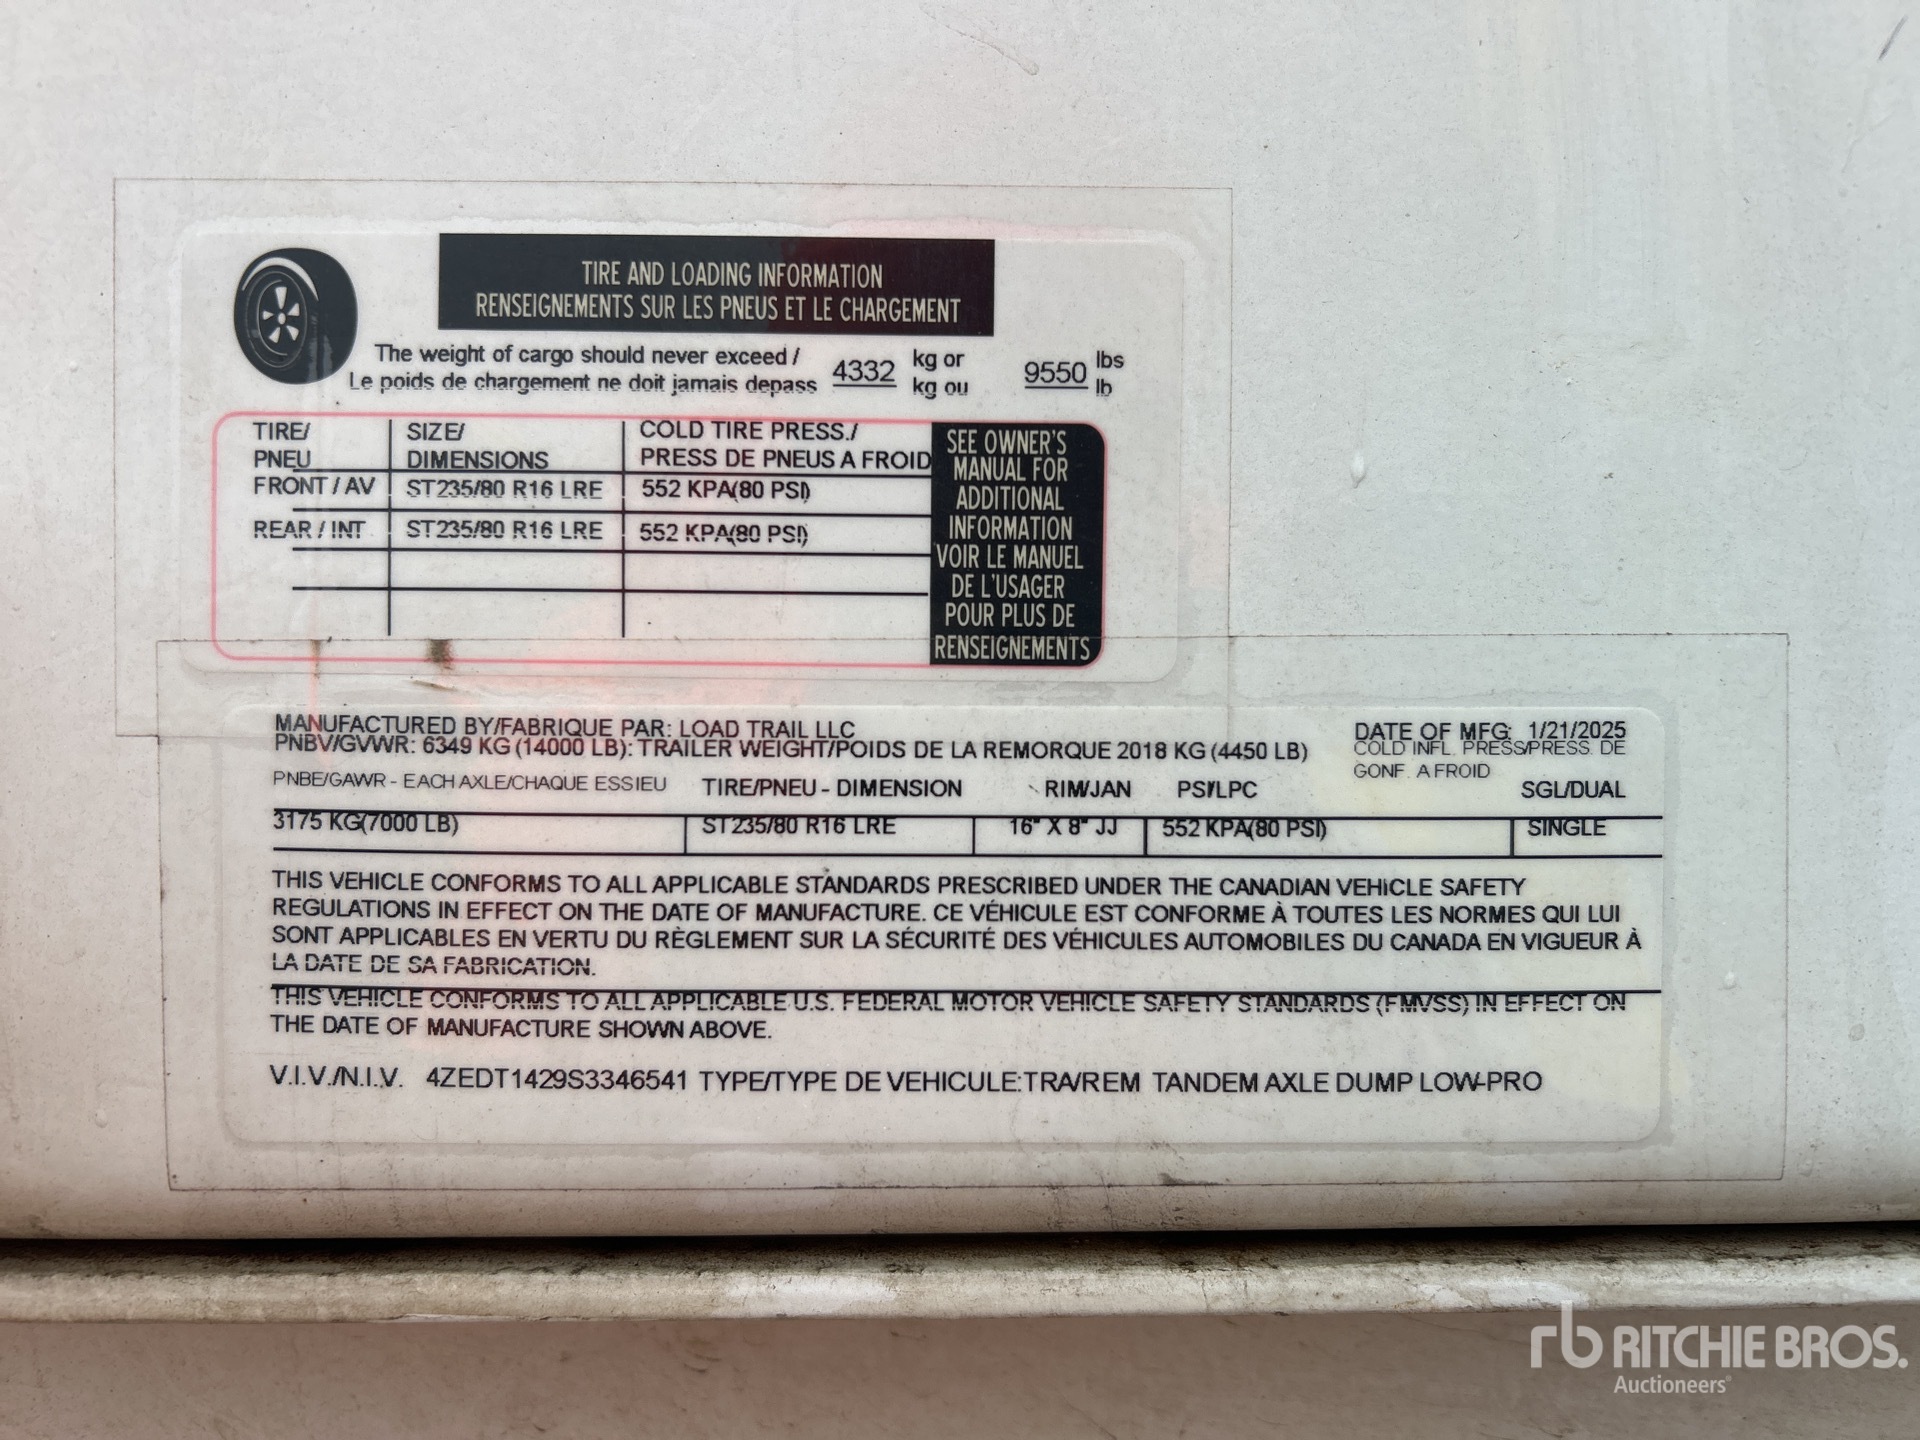 TIRE AND LOADING INFORMATION
RENSEIGNEMENTS SUR LES PNEUS ET LE CHARGEMENT
The weight of cargo should never exceed / 4332 kg or 9550 lbs
Le poids de chargement ne doit jamais depass kg ou lb
TIRE/ SIZE/ COLD TIRE PRESS./
PNEU DIMENSIONS PRESS DE PNEUS A FROID
FRONT / AV ST235/80 R16 LRE 552 KPA(80 PSI)
REAR / INT ST235/80 R16 LRE 552 KPA(80 PSI)
SEE OWNER'S
MANUAL FOR
ADDITIONAL
INFORMATION
VOIR LE MANUEL
DE L'USAGER
POUR PLUS DE
RENSEIGNEMENTS
MANUFACTURED BY/FABRIQUE PAR: LOAD TRAIL LLC DATE OF MFG: 1/21/2025
PNBV/GVWR: 6349 KG (14000 LB): TRAILER WEIGHT/POIDS DE LA REMORQUE 2018 KG (4450 LB) COLD INFL. PRESS/PRESS. DE
GONF. A FROID
PNBE/GAWR - EACH AXLE/CHAQUE ESSIEU TIRE/PNEU - DIMENSION RIM/JAN PSI/LPC SGL/DUAL
3175 KG(7000 LB) ST235/80 R16 LRE 16" X 8" JJ 552 KPA(80 PSI) SINGLE
THIS VEHICLE CONFORMS TO ALL APPLICABLE STANDARDS PRESCRIBED UNDER THE CANADIAN VEHICLE SAFETY
REGULATIONS IN EFFECT ON THE DATE OF MANUFACTURE. CE VÉHICULE EST CONFORME À TOUTES LES NORMES QUI LUI
SONT APPLICABLES EN VERTU DU RÈGLEMENT SUR LA SÉCURITÉ DES VÉHICULES AUTOMOBILES DU CANADA EN VIGUEUR À
LA DATE DE SA FABRICATION.
THIS VEHICLE CONFORMS TO ALL APPLICABLE U.S. FEDERAL MOTOR VEHICLE SAFETY STANDARDS (FMVSS) IN EFFECT ON
THE DATE OF MANUFACTURE SHOWN ABOVE.
V.I.V./N.I.V. 4ZEDT1429S3346541 TYPE/TYPE DE VEHICULE:TRA/REM TANDEM AXLE DUMP LOW-PRO
rb RITCHIE BROS.
Auctioneers